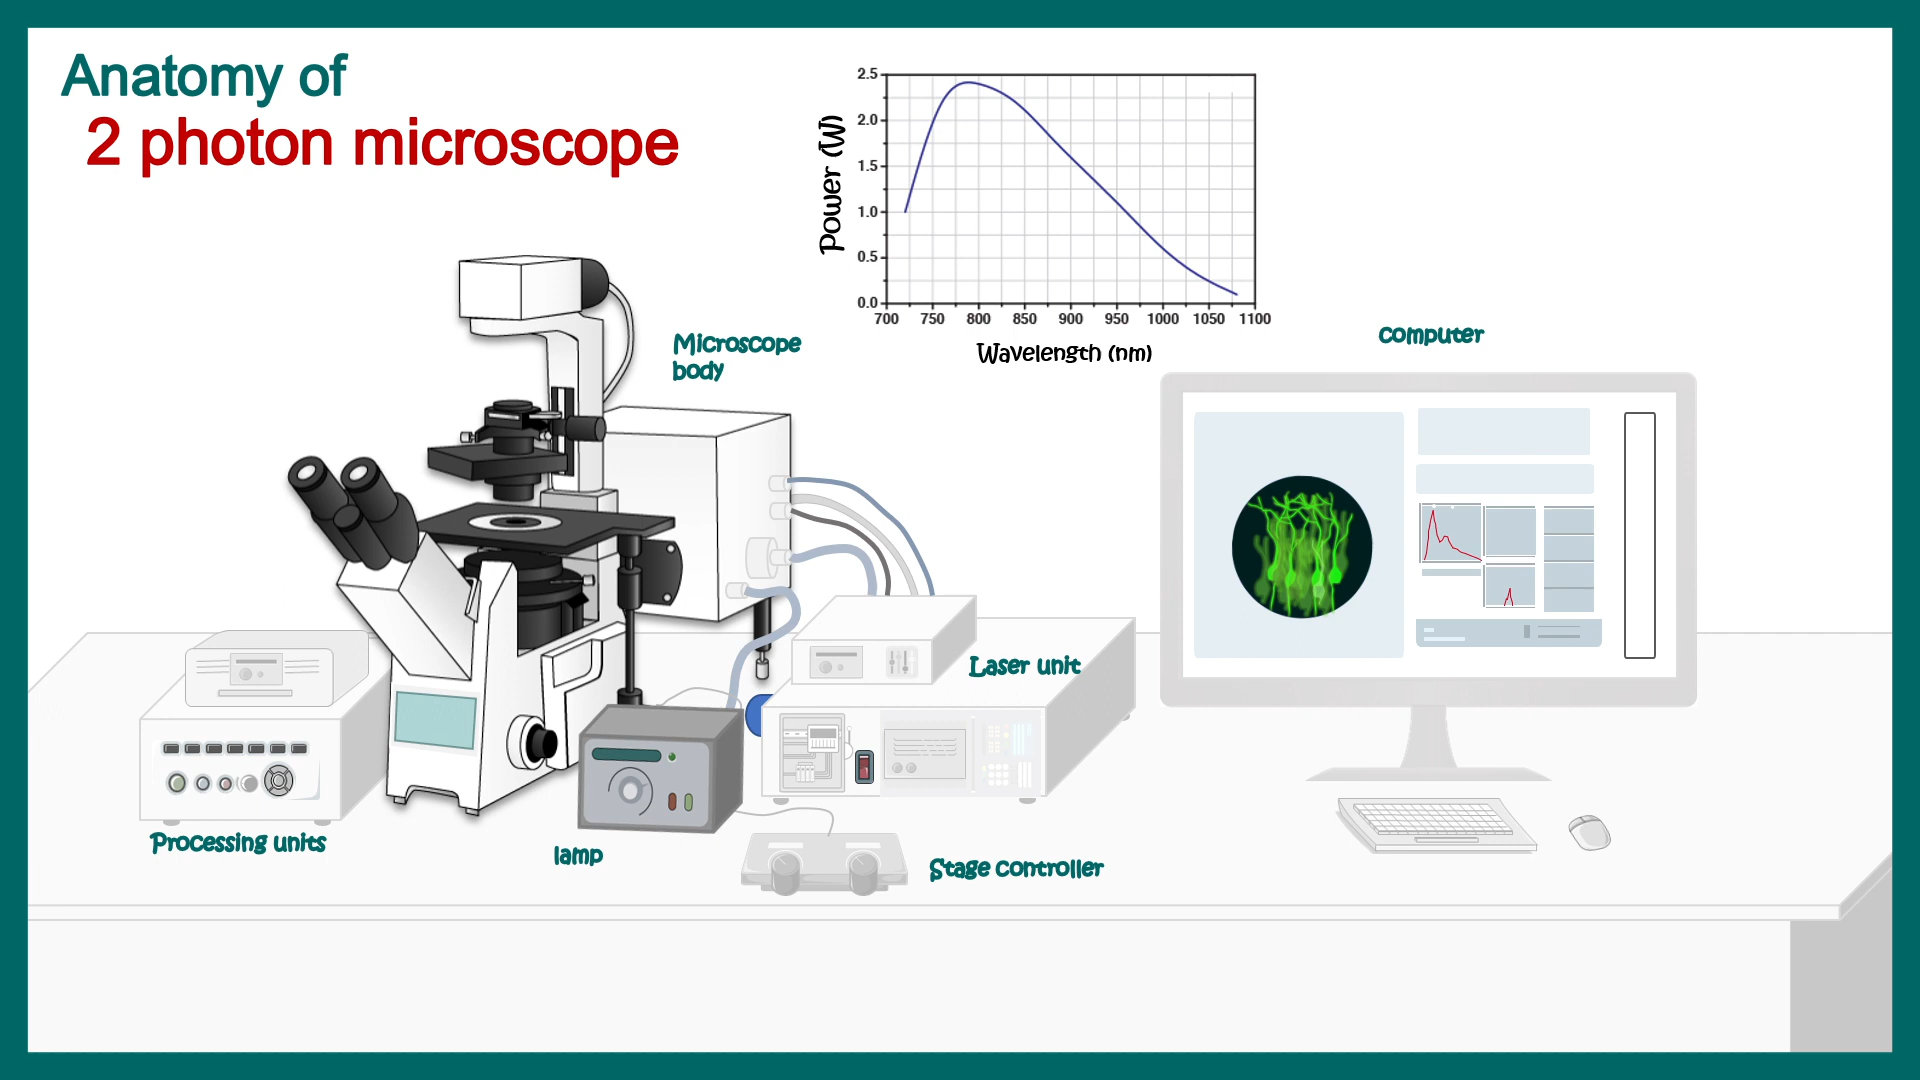 Anatomy of
2 photon microscope
2.5
2.0
1.5
1.0
0.5
0.0
Power (W)
700 750 800 850 900 950 1000 1050 1100
Wavelength (nm)
Microscope
body
computer
Laser unit
Processing units
lamp
Stage controller